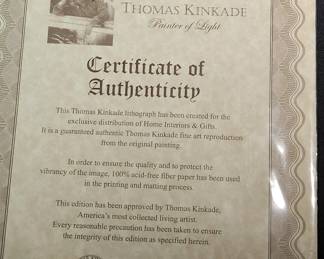 THOMAS KINKADE
Painter of Light
Certificate of
Authenticity
This Thomas Kinkade lithograph has been created for the
exclusive distribution of Home Interiors & Gifts.
It is a guaranteed authentic Thomas Kinkade fine art reproduction
from the original painting.
In order to ensure the quality and to protect the
vibrancy of the image, 100% acid-free fiber paper has been used
in the printing and matting process.
This edition has been approved by Thomas Kinkade,
America's most collected living artist.
Every reasonable precaution has been taken to ensure
the integrity of this edition as specified herein.